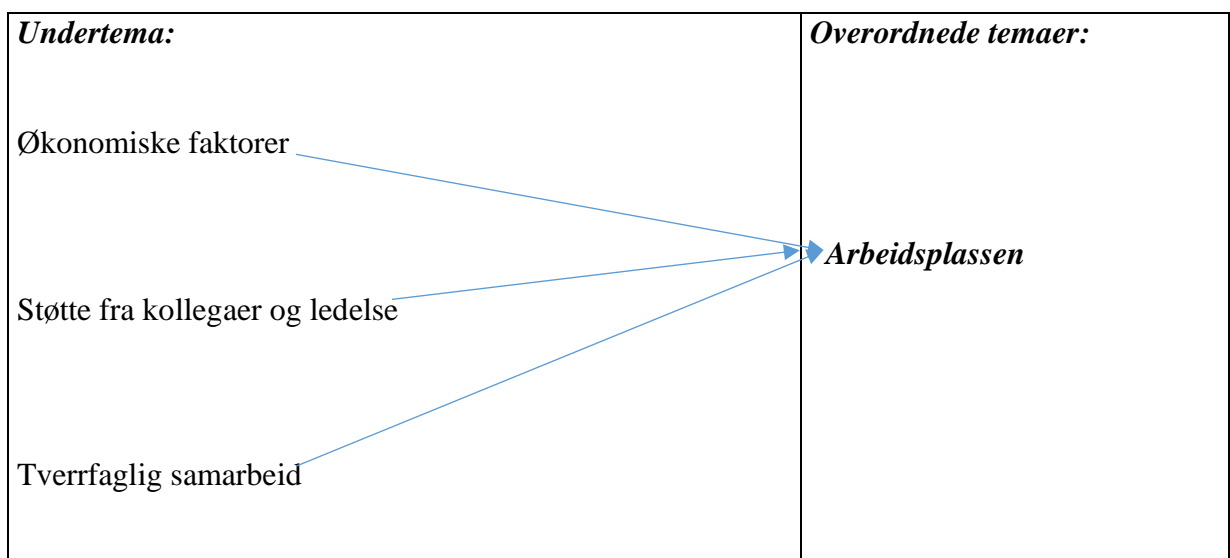 Undertema:
Overordnede temaer:
Økonomiske faktorer
Arbeidsplassen
Støtte fra kollegaer og ledelse
Tverrfaglig samarbeid